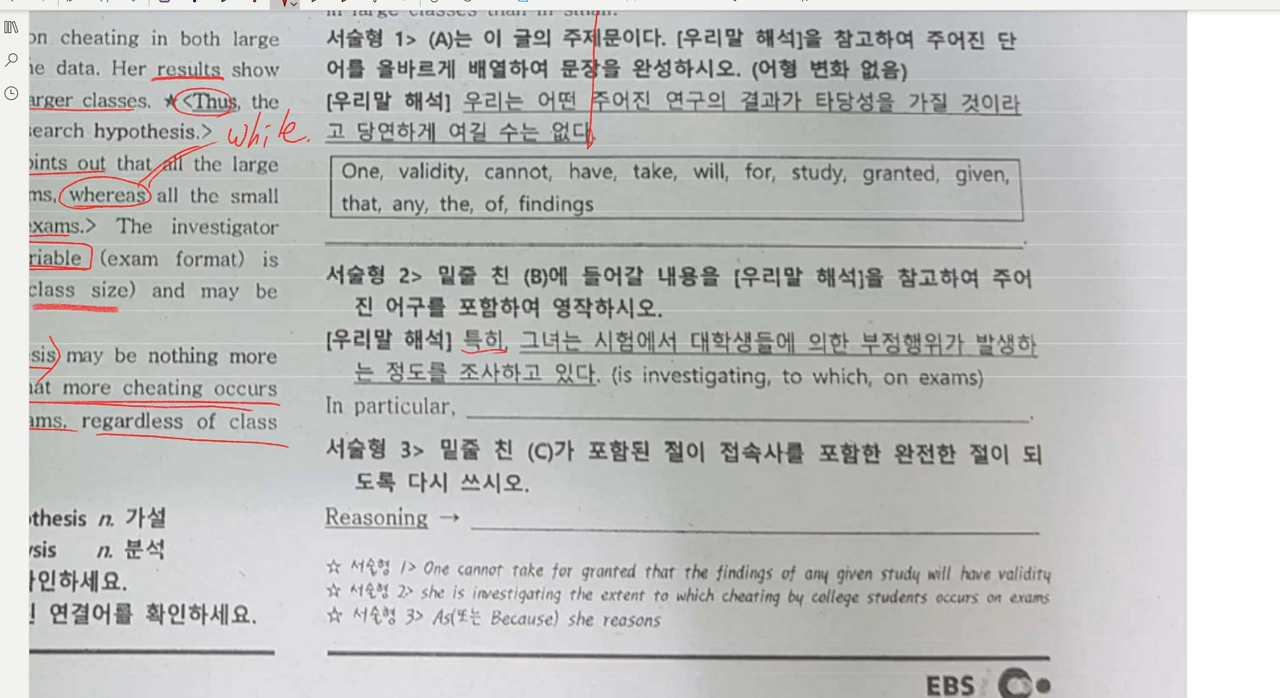 in large classes than in small.
on cheating in both large
data. Her results show
larger classes. ★<Thus, the
search hypothesis.> while.
points out that all the large
whereas all the small
exams.> The investigator
riable (exam format) is
class size) and may be
sis) may be nothing more
at more cheating occurs
ams, regardless of class
thesis n. 가설
sis n. 분석
확인하세요.
연결어를 확인하세요.
서술형 1> (A)는 이 글의 주제문이다. [우리말 해석]을 참고하여 주어진 단
어를 올바르게 배열하여 문장을 완성하시오. (어형 변화 없음)
[우리말 해석] 우리는 어떤 주어진 연구의 결과가 타당성을 가질 것이라
고 당연하게 여길 수는 없다.
One, validity, cannot, have, take, will, for, study, granted, given,
that, any, the, of, findings
서술형 2> 밑줄 친 (B)에 들어갈 내용을 [우리말 해석]을 참고하여 주어
진 어구를 포함하여 영작하시오.
[우리말 해석] 특히, 그녀는 시험에서 대학생들에 의한 부정행위가 발생하
는 정도를 조사하고 있다. (is investigating, to which, on exams)
In particular, .
서술형 3> 밑줄 친 (C)가 포함된 절이 접속사를 포함한 완전한 절이 되
도록 다시 쓰시오.
Reasoning →
☆ 서술형 1> One cannot take for granted that the findings of any given study will have validity
☆ 서술형 2> she is investigating the extent to which cheating by college students occurs on exams
☆ 서술형 3> As(또는 Because) she reasons
EBS